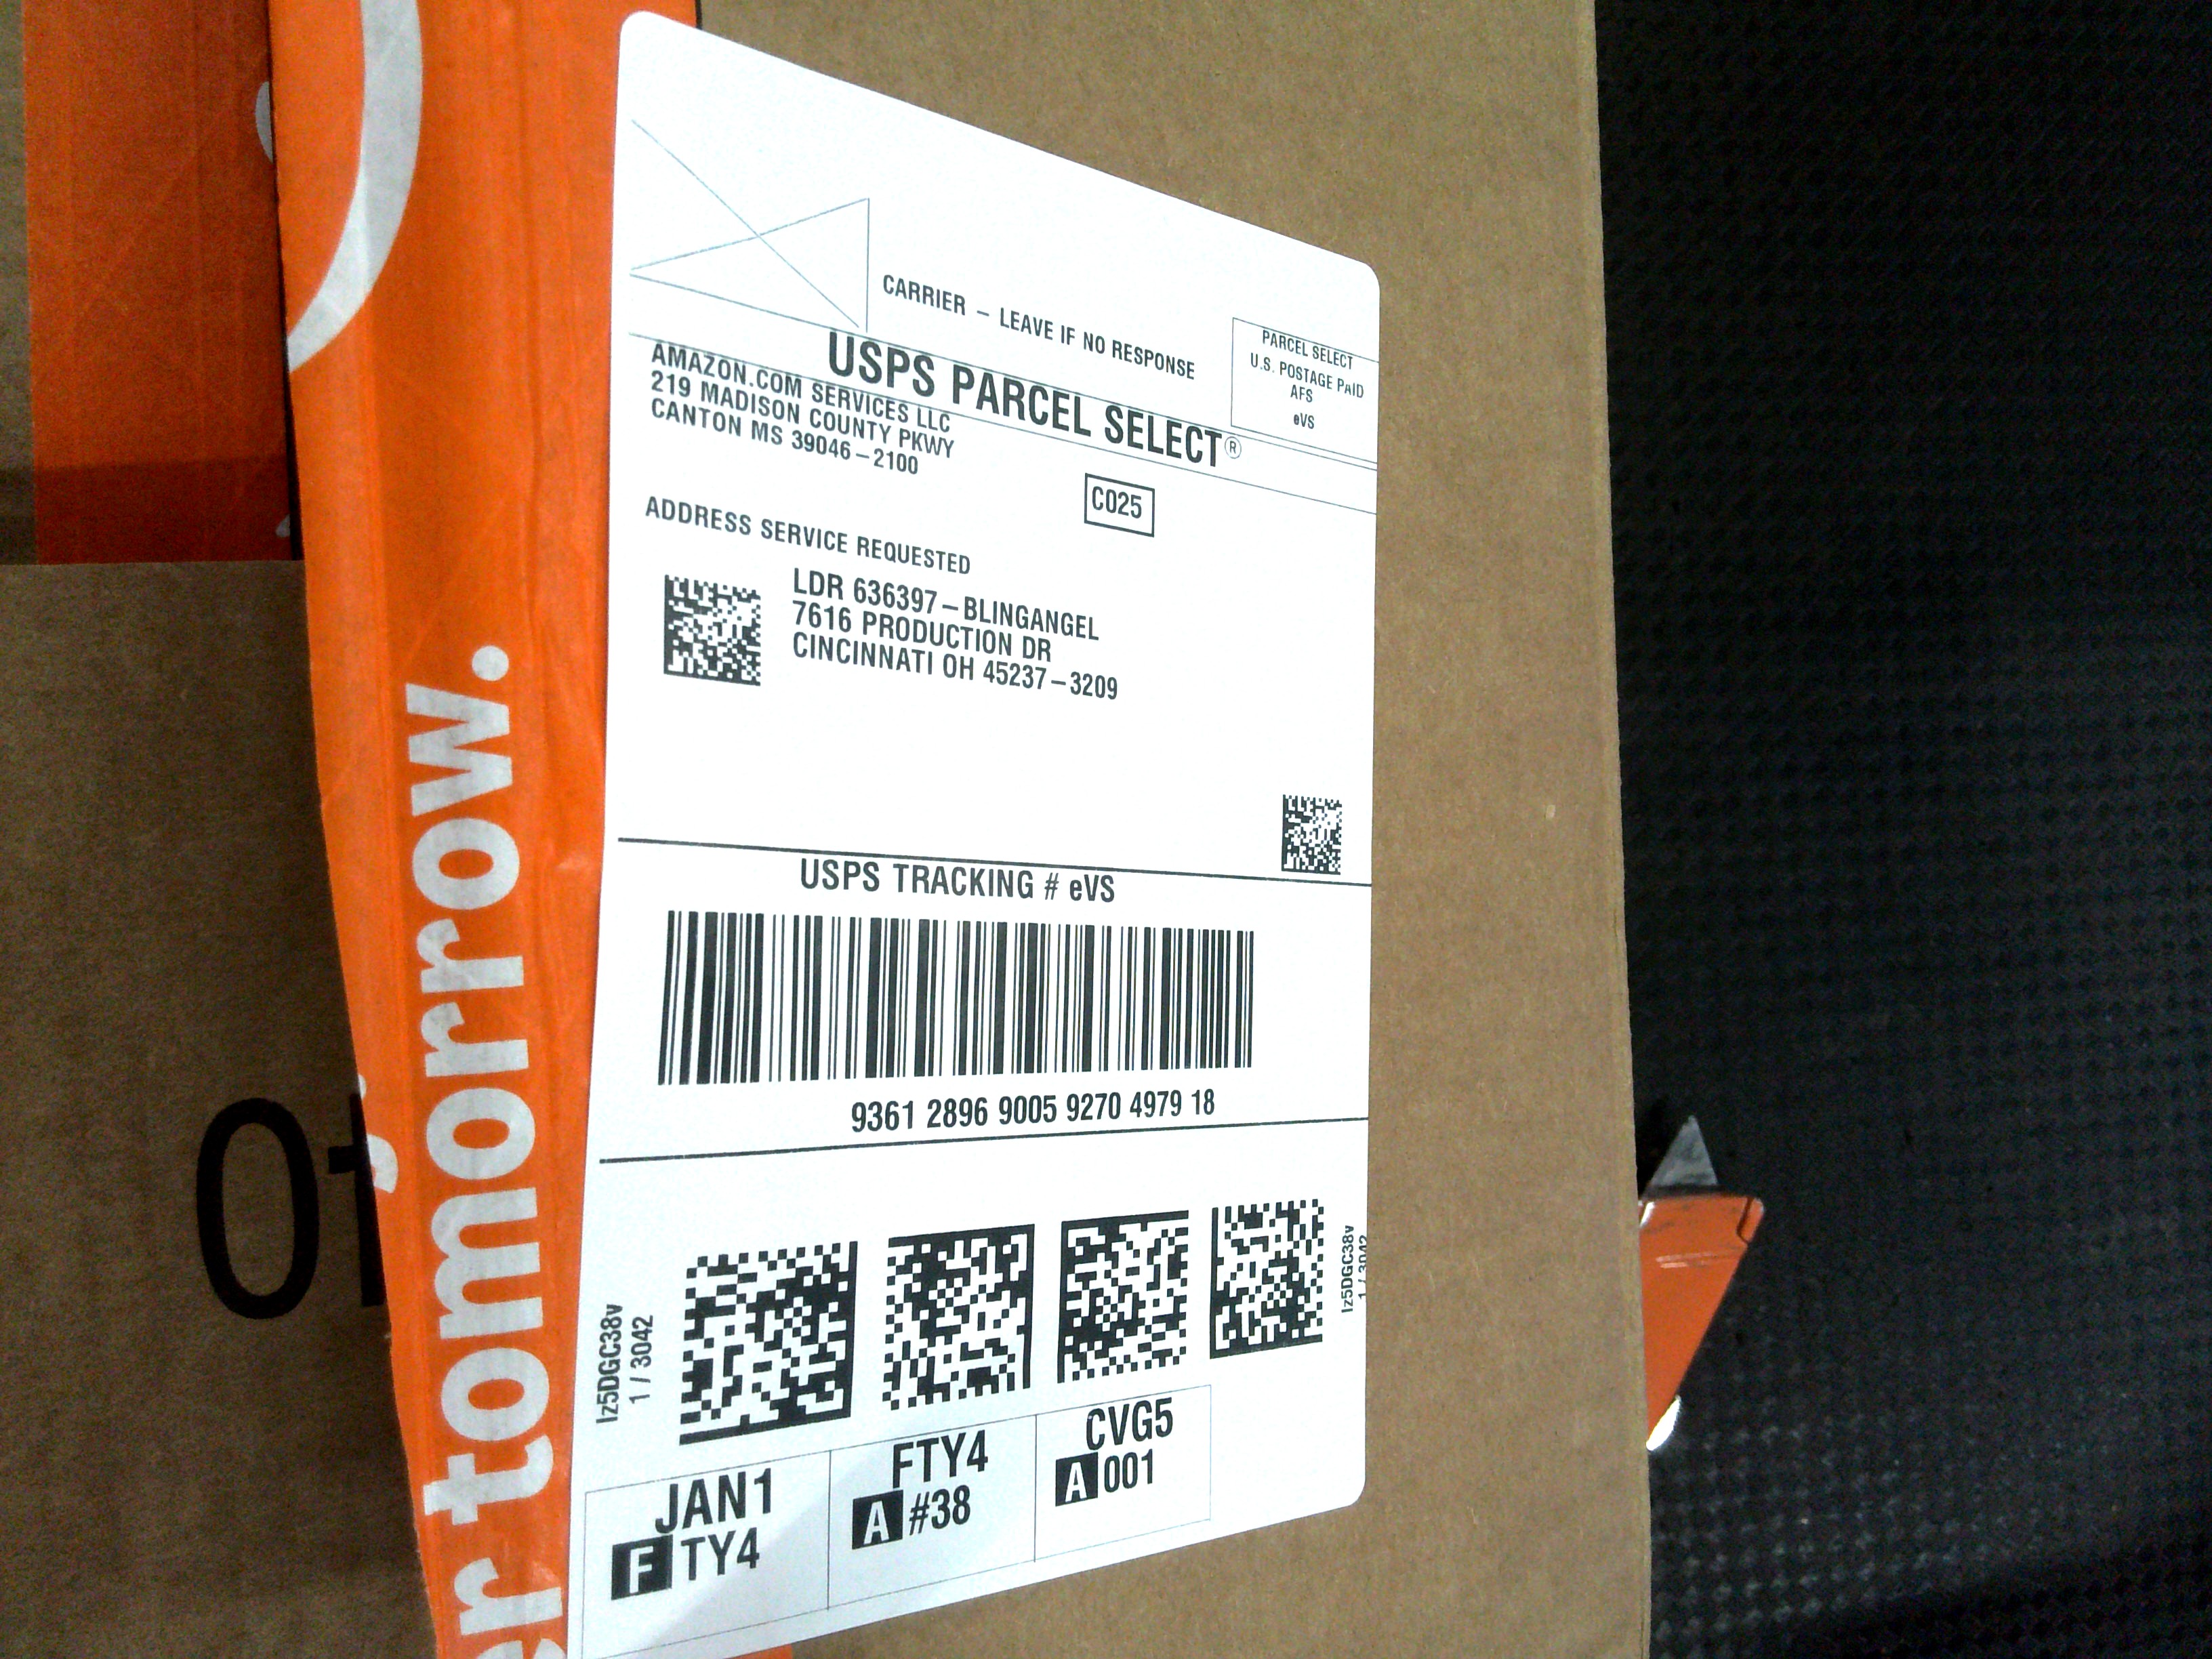 CARRIER – LEAVE IF NO RESPONSE
PARCEL SELECT
U.S. POSTAGE PAID
AFS
eVS
USPS PARCEL SELECT®
AMAZON.COM SERVICES LLC
219 MADISON COUNTY PKWY
CANTON MS 39046–2100
C025
ADDRESS SERVICE REQUESTED
LDR 636397–BLINGANGEL
7616 PRODUCTION DR
CINCINNATI OH 45237–3209
USPS TRACKING # eVS
9361 2896 9005 9270 4979 18
Iz5DGC38v
1 / 3042
Iz5DGC38v
1 / 3042
JAN1
FTY4
FTY4
A #38
CVG5
A 001
er tomorrow.